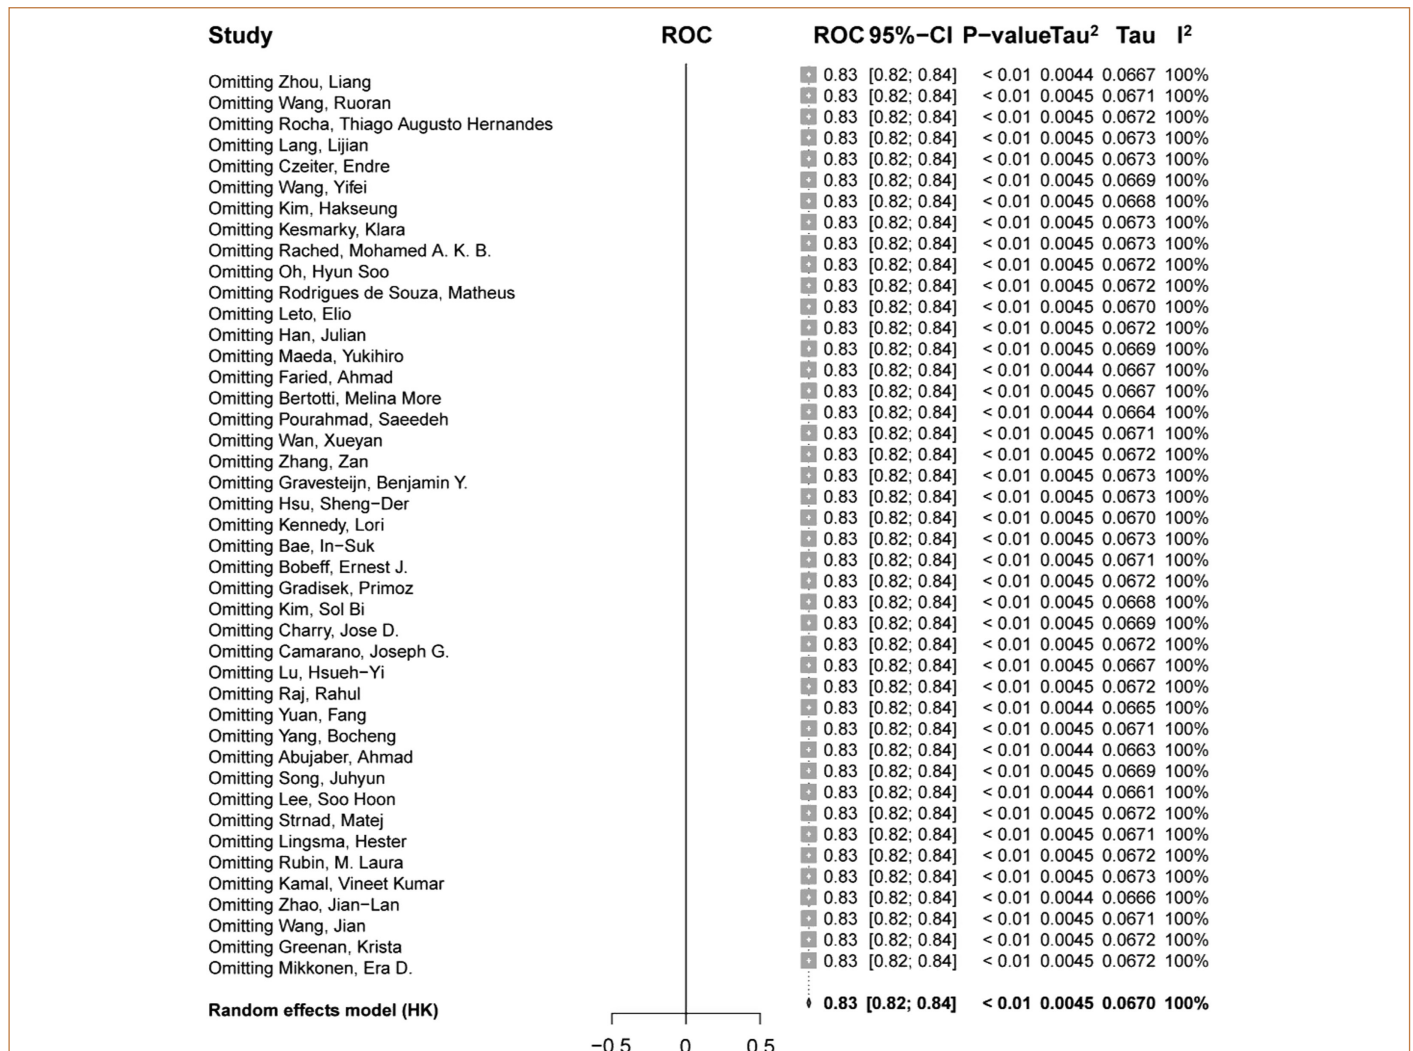 Study ROC ROC 95%−CI P−value Tau² Tau I²
Omitting Zhou, Liang 0.83 [0.82; 0.84] < 0.01 0.0044 0.0667 100%
Omitting Wang, Ruoran 0.83 [0.82; 0.84] < 0.01 0.0045 0.0671 100%
Omitting Rocha, Thiago Augusto Hernandes 0.83 [0.82; 0.84] < 0.01 0.0045 0.0672 100%
Omitting Lang, Lijian 0.83 [0.82; 0.84] < 0.01 0.0045 0.0673 100%
Omitting Czeiter, Endre 0.83 [0.82; 0.84] < 0.01 0.0045 0.0673 100%
Omitting Wang, Yifei 0.83 [0.82; 0.84] < 0.01 0.0045 0.0669 100%
Omitting Kim, Hakseung 0.83 [0.82; 0.84] < 0.01 0.0045 0.0668 100%
Omitting Kesmarky, Klara 0.83 [0.82; 0.84] < 0.01 0.0045 0.0673 100%
Omitting Rached, Mohamed A. K. B. 0.83 [0.82; 0.84] < 0.01 0.0045 0.0673 100%
Omitting Oh, Hyun Soo 0.83 [0.82; 0.84] < 0.01 0.0045 0.0672 100%
Omitting Rodrigues de Souza, Matheus 0.83 [0.82; 0.84] < 0.01 0.0045 0.0672 100%
Omitting Leto, Elio 0.83 [0.82; 0.84] < 0.01 0.0045 0.0670 100%
Omitting Han, Julian 0.83 [0.82; 0.84] < 0.01 0.0045 0.0672 100%
Omitting Maeda, Yukihiro 0.83 [0.82; 0.84] < 0.01 0.0045 0.0669 100%
Omitting Faried, Ahmad 0.83 [0.82; 0.84] < 0.01 0.0044 0.0667 100%
Omitting Bertotti, Melina More 0.83 [0.82; 0.84] < 0.01 0.0045 0.0667 100%
Omitting Pourahmad, Saeedeh 0.83 [0.82; 0.84] < 0.01 0.0044 0.0664 100%
Omitting Wan, Xueyan 0.83 [0.82; 0.84] < 0.01 0.0045 0.0671 100%
Omitting Zhang, Zan 0.83 [0.82; 0.84] < 0.01 0.0045 0.0672 100%
Omitting Gravesteijn, Benjamin Y. 0.83 [0.82; 0.84] < 0.01 0.0045 0.0673 100%
Omitting Hsu, Sheng−Der 0.83 [0.82; 0.84] < 0.01 0.0045 0.0673 100%
Omitting Kennedy, Lori 0.83 [0.82; 0.84] < 0.01 0.0045 0.0670 100%
Omitting Bae, In−Suk 0.83 [0.82; 0.84] < 0.01 0.0045 0.0673 100%
Omitting Bobeff, Ernest J. 0.83 [0.82; 0.84] < 0.01 0.0045 0.0671 100%
Omitting Gradisek, Primoz 0.83 [0.82; 0.84] < 0.01 0.0045 0.0672 100%
Omitting Kim, Sol Bi 0.83 [0.82; 0.84] < 0.01 0.0045 0.0668 100%
Omitting Charry, Jose D. 0.83 [0.82; 0.84] < 0.01 0.0045 0.0669 100%
Omitting Camarano, Joseph G. 0.83 [0.82; 0.84] < 0.01 0.0045 0.0672 100%
Omitting Lu, Hsueh−Yi 0.83 [0.82; 0.84] < 0.01 0.0045 0.0667 100%
Omitting Raj, Rahul 0.83 [0.82; 0.84] < 0.01 0.0045 0.0672 100%
Omitting Yuan, Fang 0.83 [0.82; 0.84] < 0.01 0.0044 0.0665 100%
Omitting Yang, Bocheng 0.83 [0.82; 0.84] < 0.01 0.0045 0.0671 100%
Omitting Abujaber, Ahmad 0.83 [0.82; 0.84] < 0.01 0.0044 0.0663 100%
Omitting Song, Juhyun 0.83 [0.82; 0.84] < 0.01 0.0045 0.0669 100%
Omitting Lee, Soo Hoon 0.83 [0.82; 0.84] < 0.01 0.0044 0.0661 100%
Omitting Strnad, Matej 0.83 [0.82; 0.84] < 0.01 0.0045 0.0672 100%
Omitting Lingsma, Hester 0.83 [0.82; 0.84] < 0.01 0.0045 0.0671 100%
Omitting Rubin, M. Laura 0.83 [0.82; 0.84] < 0.01 0.0045 0.0672 100%
Omitting Kamal, Vineet Kumar 0.83 [0.82; 0.84] < 0.01 0.0045 0.0673 100%
Omitting Zhao, Jian−Lan 0.83 [0.82; 0.84] < 0.01 0.0044 0.0666 100%
Omitting Wang, Jian 0.83 [0.82; 0.84] < 0.01 0.0045 0.0671 100%
Omitting Greenan, Krista 0.83 [0.82; 0.84] < 0.01 0.0045 0.0672 100%
Omitting Mikkonen, Era D. 0.83 [0.82; 0.84] < 0.01 0.0045 0.0672 100%
Random effects model (HK) 0.83 [0.82; 0.84] < 0.01 0.0045 0.0670 100%
−0.5 0 0.5